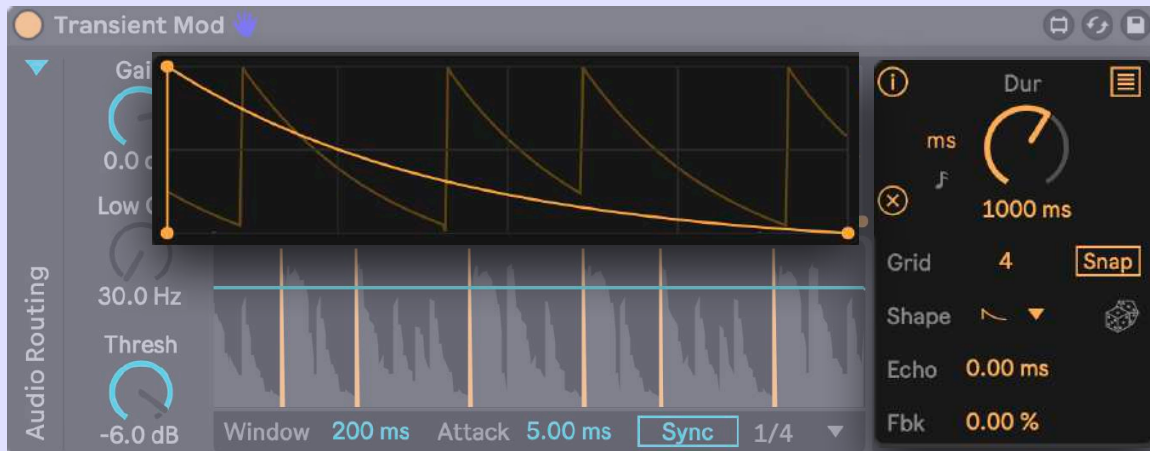 Transient Mod
Gai
0.0 d
Low
30.0 Hz
Thresh
-6.0 dB
Audio Routing
Window 200 ms Attack 5.00 ms Sync 1/4
i Dur
ms
1000 ms
Grid 4 Snap
Shape
Echo 0.00 ms
Fbk 0.00 %